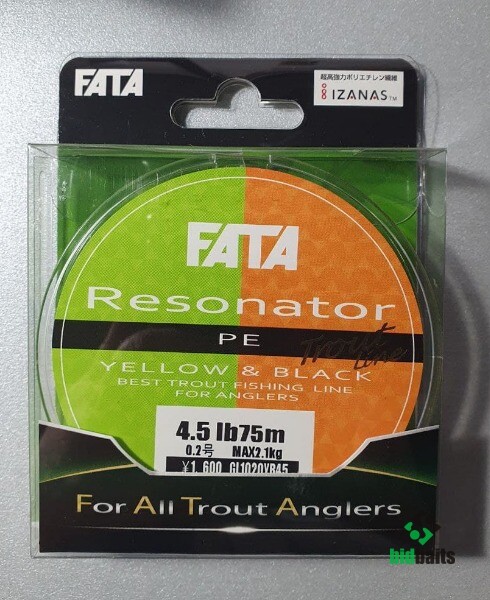 FATA
超高強力ポリエチレン繊維
IZANAS™
FATA
Resonator
PE
Trout Line
YELLOW & BLACK
BEST TROUT FISHING LINE
FOR ANGLERS
4.5 lb75m
0.2号 MAX2.1kg
¥1,600 GL1020YB45
For All Trout Anglers
bidbaits